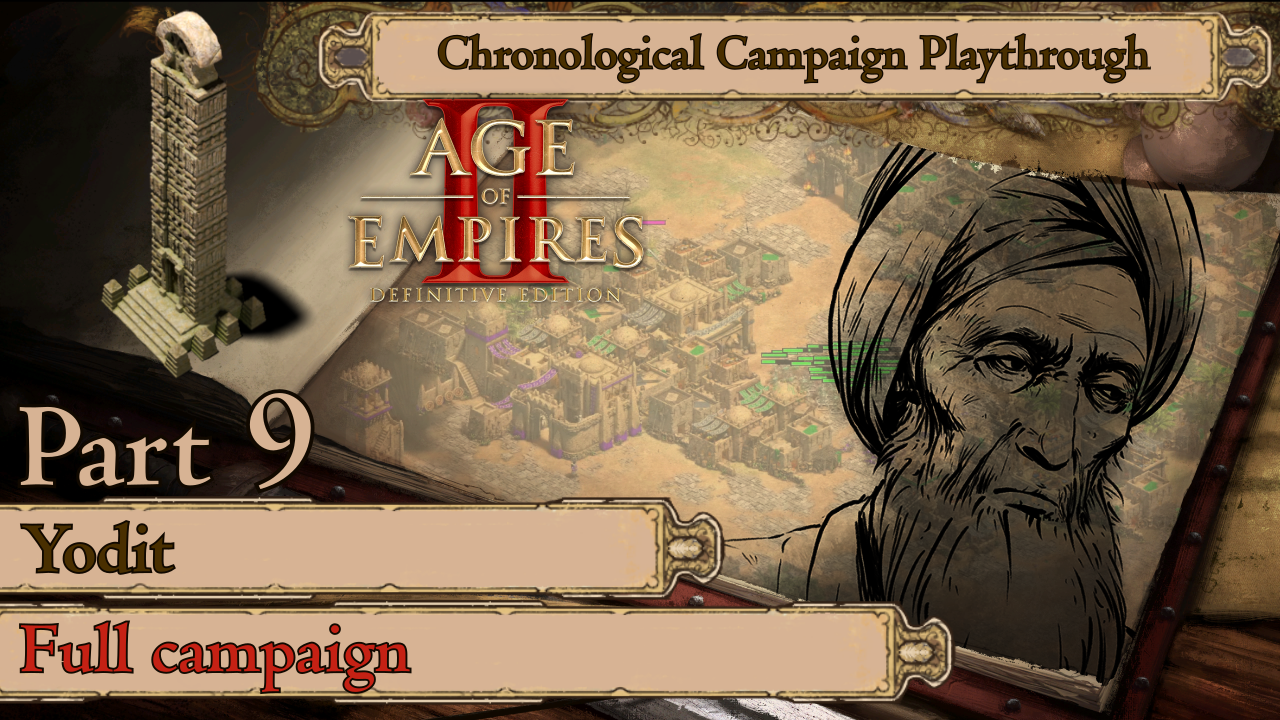 Chronological Campaign Playthrough
II
AGE
OF
EMPIRES
DEFINITIVE EDITION
Part 9
Yodit
Full campaign